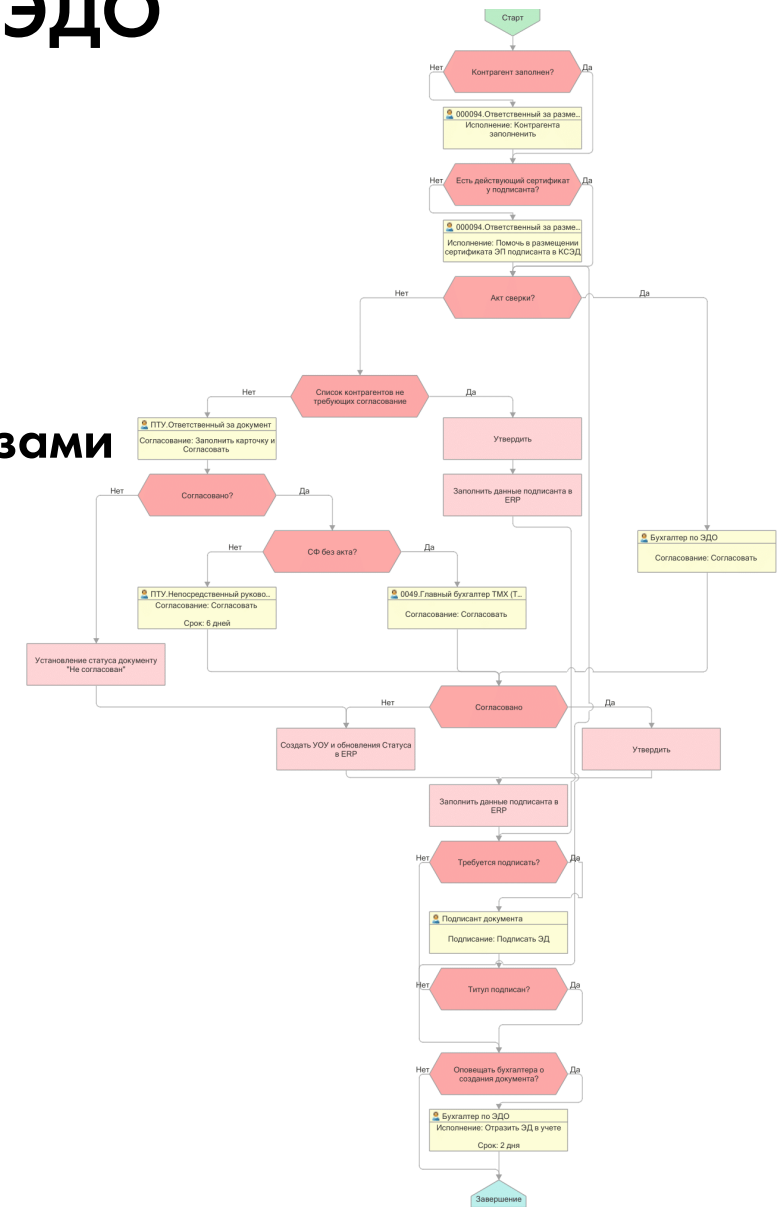 ЭДО
Старт
Нет
Контрагент заполнен?
Да
000094.Ответственный за разме...
Исполнение: Контрагента
заполненить
Нет
Есть действующий сертификат
у подписанта?
Да
000094.Ответственный за разме...
Исполнение: Помочь в размещении
сертификата ЭП подписанта в КСЭД
Нет
Акт сверки?
Да
Нет
Список контрагентов не
требующих согласование
Да
ПТУ.Ответственный за документ
Согласование: Заполнить карточку и
Согласовать
Утвердить
зами
Нет
Согласовано?
Да
Заполнить данные подписанта в
ERP
Нет
СФ без акта?
Да
Бухгалтер по ЭДО
Согласование: Согласовать
ПТУ.Непосредственный руково...
Согласование: Согласовать
Срок: 6 дней
0049.Главный бухгалтер ТМХ (Т...
Согласование: Согласовать
Установление статуса документу
"Не согласован"
Нет
Согласовано
Да
Создать УОУ и обновления Статуса
в ERP
Утвердить
Заполнить данные подписанта в
ERP
Нет
Требуется подписать?
Да
Подписант документа
Подписание: Подписать ЭД
Нет
Титул подписан?
Да
Нет
Оповещать бухгалтера о
создания документа?
Да
Бухгалтер по ЭДО
Исполнение: Отразить ЭД в учете
Срок: 2 дня
Завершение